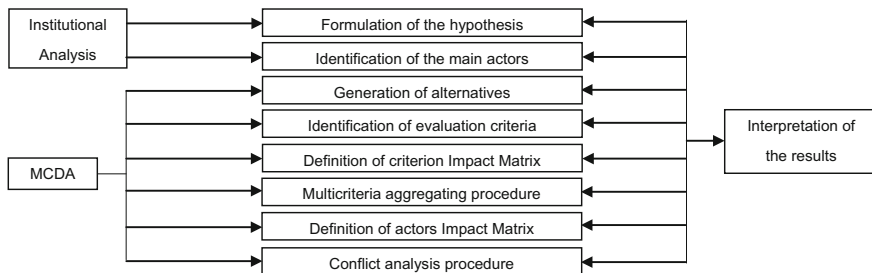 Institutional
Analysis
Formulation of the hypothesis
Identification of the main actors
Generation of alternatives
Identification of evaluation criteria
Definition of criterion Impact Matrix
MCDA
Multicriteria aggregating procedure
Definition of actors Impact Matrix
Conflict analysis procedure
Interpretation of
the results